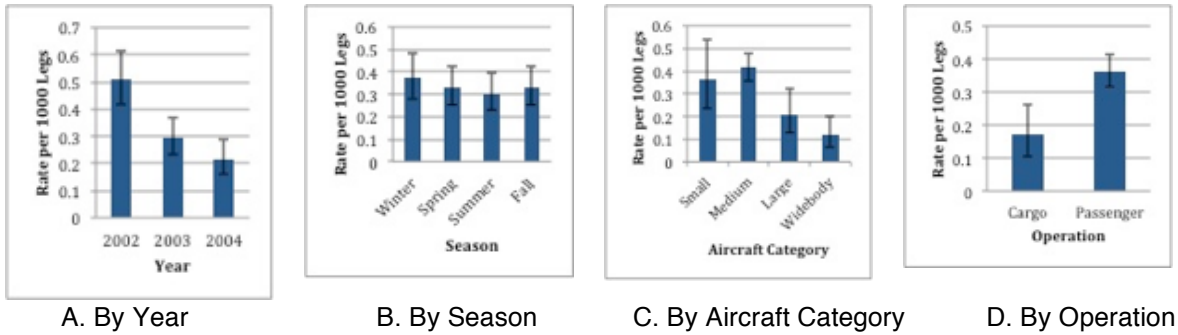 Rate per 1000 Legs
0.7
0.6
0.5
0.4
0.3
0.2
0.1
0
2002 2003 2004
Year
A. By Year
Rate per 1000 Legs
0.6
0.5
0.4
0.3
0.2
0.1
0
Winter Spring Summer Fall
Season
B. By Season
Rate per 1000 Legs
0.6
0.5
0.4
0.3
0.2
0.1
0
Small Medium Large Widebody
Aircraft Category
C. By Aircraft Category
Rate per 1000 Legs
0.5
0.4
0.3
0.2
0.1
0
Cargo Passenger
Operation
D. By Operation